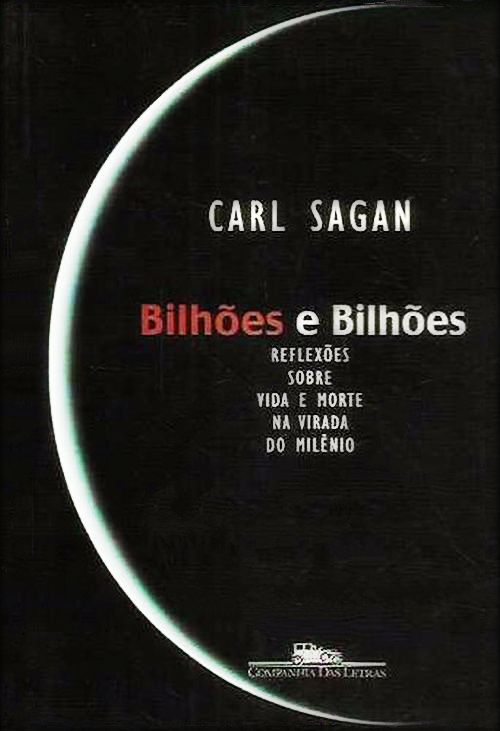 CARL SAGAN
Bilhões e Bilhões
REFLEXÕES
SOBRE
VIDA E MORTE
NA VIRADA
DO MILÊNIO
COMPANHIA DAS LETRAS